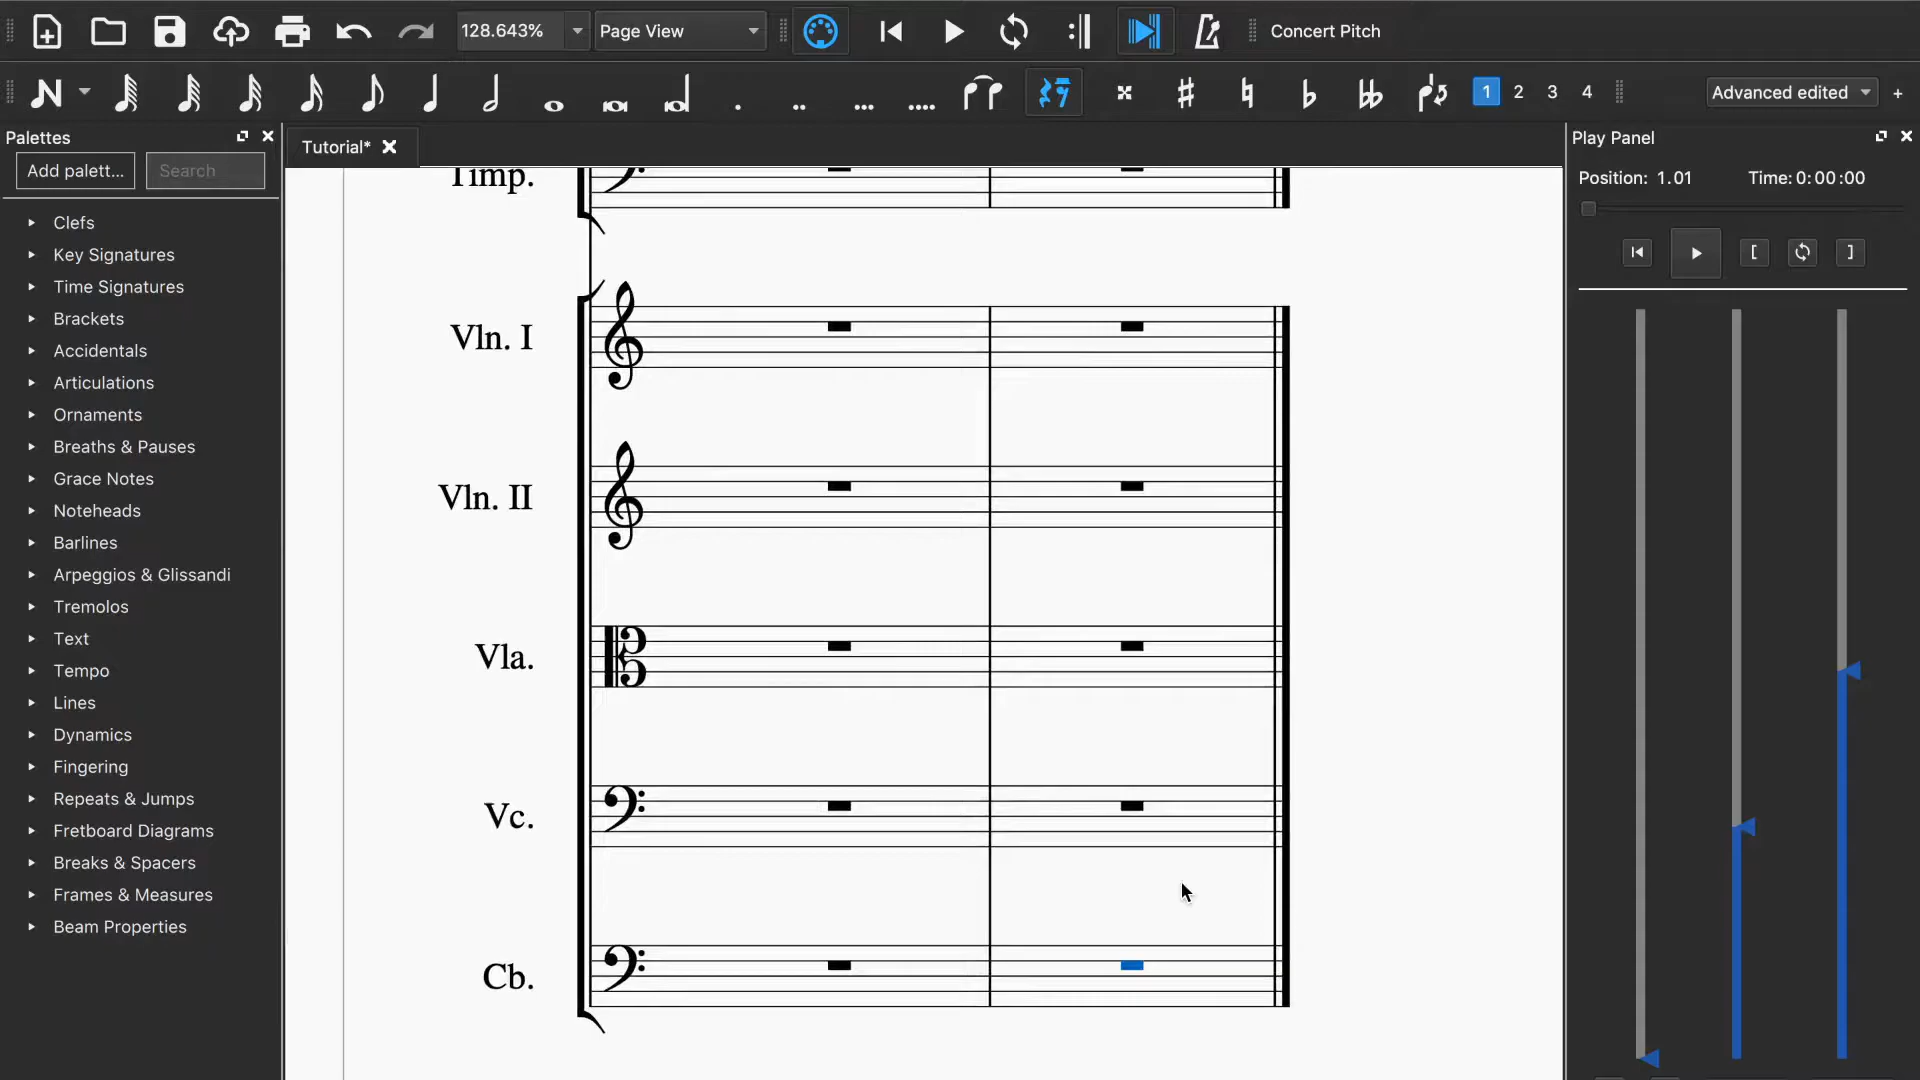 128.643%
Page View
Concert Pitch
1 2 3 4
Advanced edited
+
Palettes
Add palett...
Search
Clefs
Key Signatures
Time Signatures
Brackets
Accidentals
Articulations
Ornaments
Breaths & Pauses
Grace Notes
Noteheads
Barlines
Arpeggios & Glissandi
Tremolos
Text
Tempo
Lines
Dynamics
Fingering
Repeats & Jumps
Fretboard Diagrams
Breaks & Spacers
Frames & Measures
Beam Properties
Tutorial*
Timp.
Vln. I
Vln. II
Vla.
Vc.
Cb.
Play Panel
Position: 1.01 Time: 0:00:00
[ ]